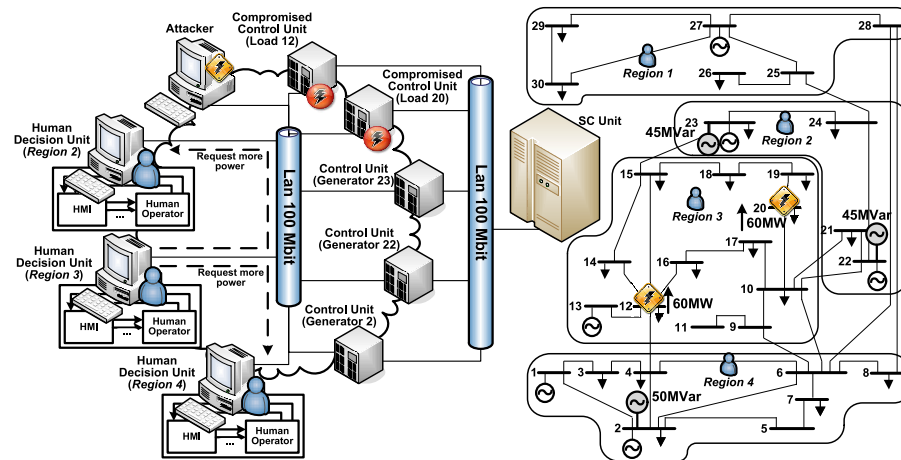 Attacker
Compromised
Control Unit
(Load 12)
Compromised
Control Unit
(Load 20)
Human
Decision Unit
(Region 2)
Request more
power
HMI
...
Human
Operator
Control Unit
(Generator 23)
SC Unit
Lan 100 Mbit
Lan 100 Mbit
Human
Decision Unit
(Region 3)
Request more
power
HMI
...
Human
Operator
Control Unit
(Generator 22)
Control Unit
(Generator 2)
Human
Decision Unit
(Region 4)
HMI
...
Human
Operator
29
27
28
Region 1
26
25
30
23
24
45MVar
Region 2
15
18
19
Region 3
20
60MW
21
45MVar
22
17
14
16
10
13
12
60MW
11
9
1
3
4
Region 4
6
8
50MVar
7
2
5